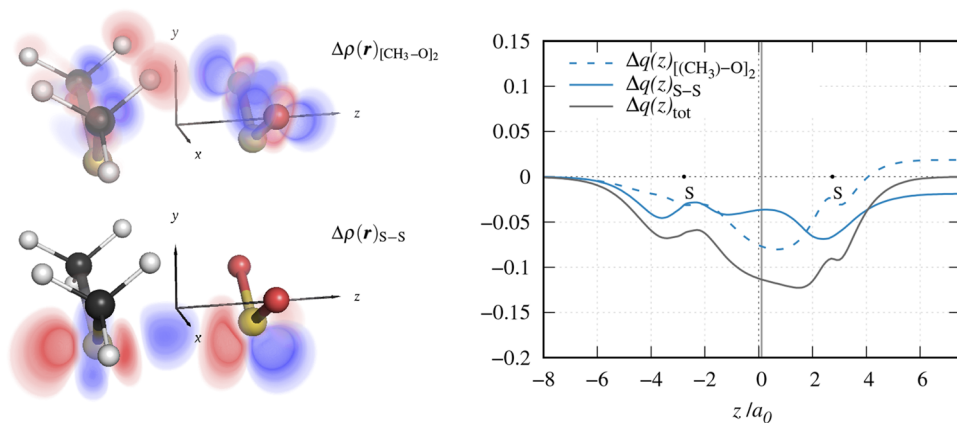 Δρ(r)[CH₃–O]₂
y
z
x
Δρ(r)S–S
y
z
x
0.15
0.1
0.05
0
−0.05
−0.1
−0.15
−0.2
Δq(z)[(CH₃)–O]₂
Δq(z)S–S
Δq(z)tot
S
S
−8 −6 −4 −2 0 2 4 6
z/a₀